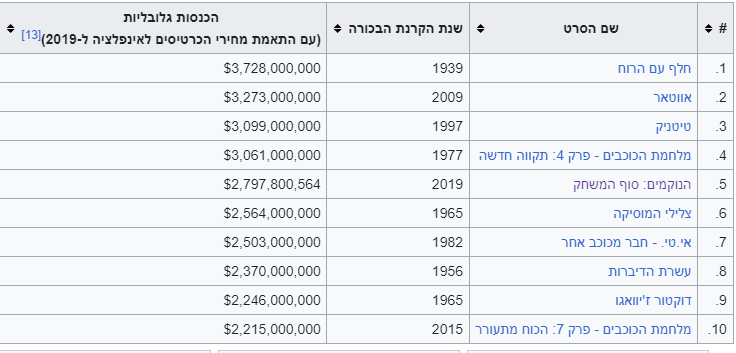 # שם הסרט שנת הקרנת הבכורה הכנסות גלובליות
(עם התאמת מחירי הכרטיסים לאינפלציה ל-2019)[13]
1. חלף עם הרוח 1939 $3,728,000,000
2. אווטאר 2009 $3,273,000,000
3. טיטניק 1997 $3,099,000,000
4. מלחמת הכוכבים - פרק 4: תקווה חדשה 1977 $3,061,000,000
5. הנוקמים: סוף המשחק 2019 $2,797,800,564
6. צלילי המוסיקה 1965 $2,564,000,000
7. אי.טי. - חבר מכוכב אחר 1982 $2,503,000,000
8. עשרת הדיברות 1956 $2,370,000,000
9. דוקטור ז'יוואגו 1965 $2,246,000,000
10. מלחמת הכוכבים - פרק 7: הכוח מתעורר 2015 $2,215,000,000